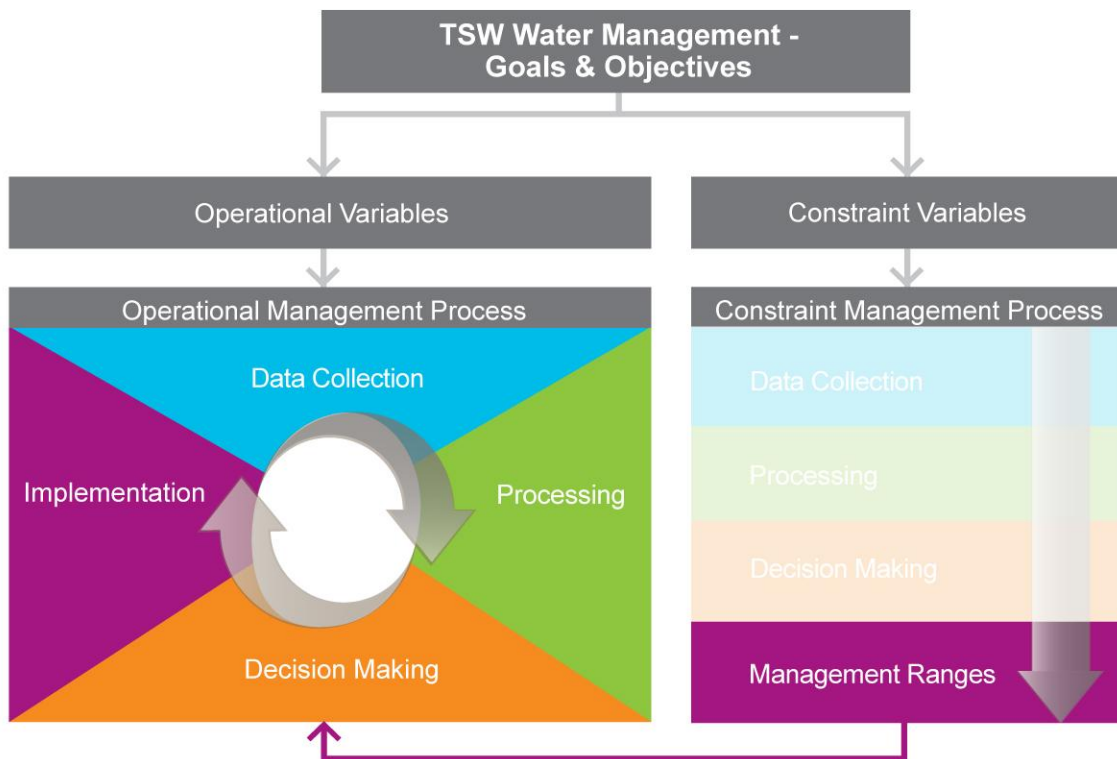 TSW Water Management -
Goals & Objectives
Operational Variables
Constraint Variables
Operational Management Process
Constraint Management Process
Data Collection
Implementation
Processing
Decision Making
Data Collection
Processing
Decision Making
Management Ranges